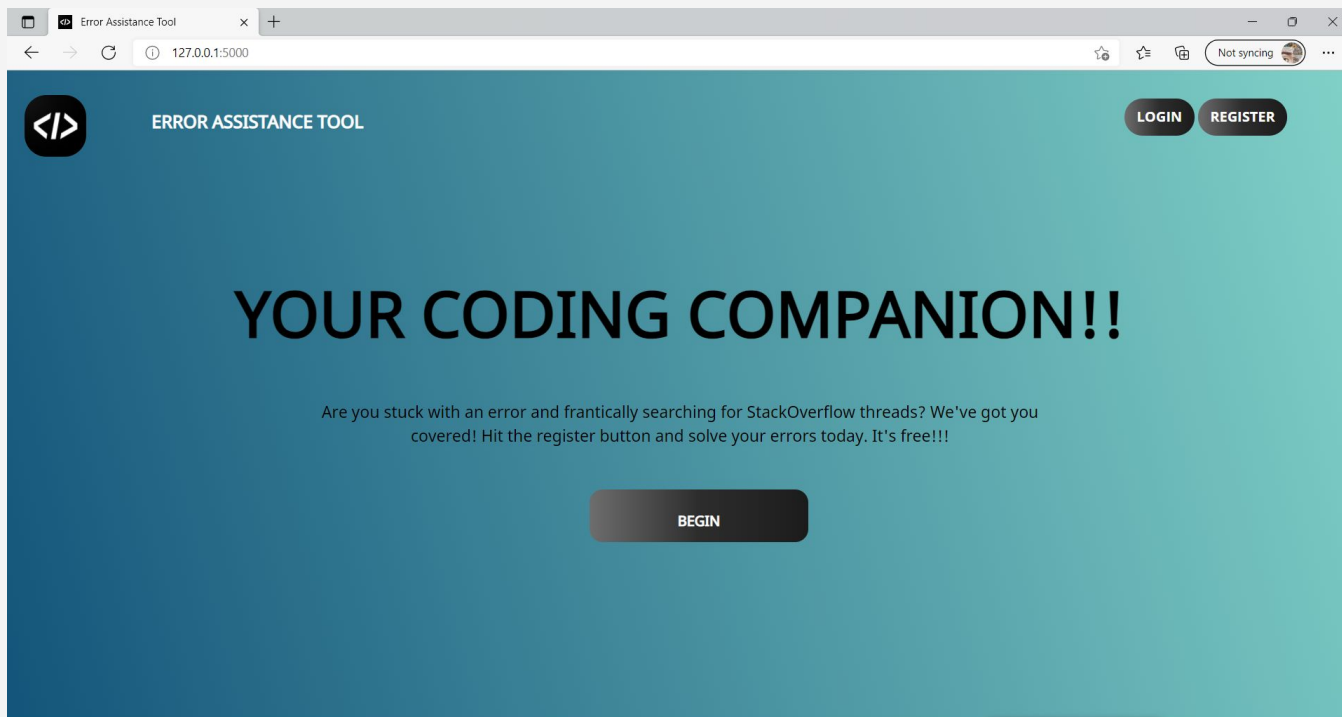 Error Assistance Tool
127.0.0.1:5000
Not syncing
</>
ERROR ASSISTANCE TOOL
LOGIN
REGISTER
YOUR CODING COMPANION!!
Are you stuck with an error and frantically searching for StackOverflow threads? We've got you
covered! Hit the register button and solve your errors today. It's free!!!
BEGIN